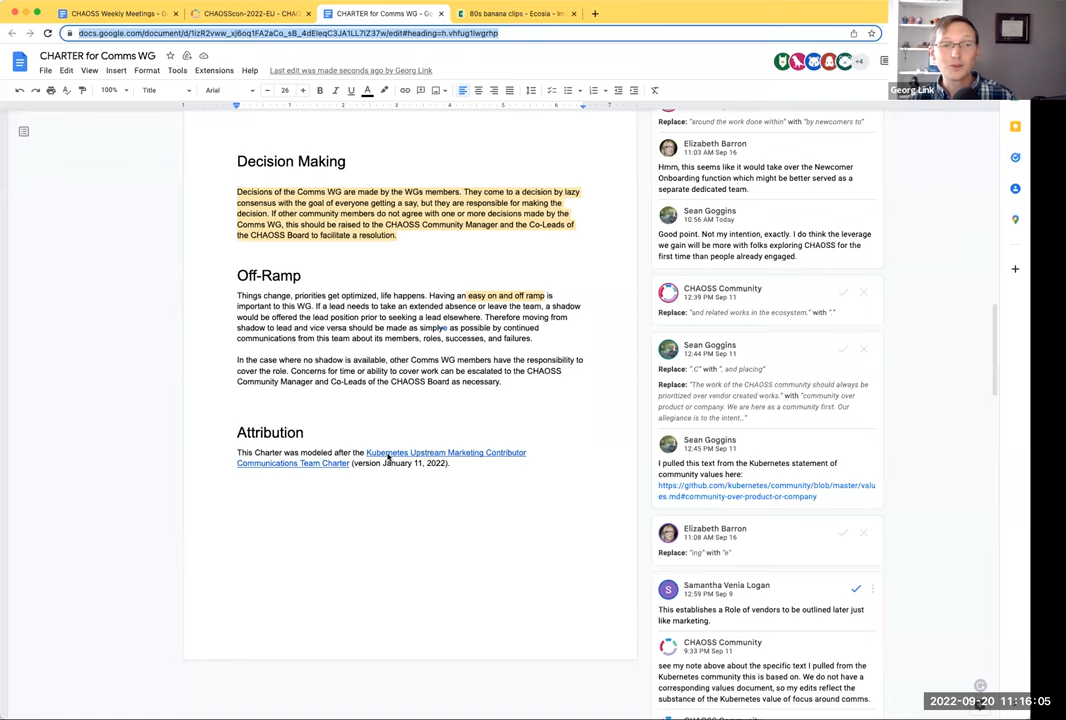 CHAOSS Weekly Meetings - G
CHAOSScon-2022-EU - CHAO
CHARTER for Comms WG - Go
80s banana clips - Ecosia - Im
docs.google.com/document/d/1izR2vww_xj6oq1FA2aCo_sB_4dEleqC3JA1LL7IZ37w/edit#heading=h.vhfug1lwgrhp
CHARTER for Comms WG
File Edit View Insert Format Tools Extensions Help Last edit was made seconds ago by Georg Link
+4
100% Title Arial 26
Georg Link
1 1 2 3 4 5 6 7
Decision Making
Decisions of the Comms WG are made by the WGs members. They come to a decision by lazy
consensus with the goal of everyone getting a say, but they are responsible for making the
decision. If other community members do not agree with one or more decisions made by the
Comms WG, this should be raised to the CHAOSS Community Manager and the Co-Leads of
the CHAOSS Board to facilitate a resolution.
Off-Ramp
Things change, priorities get optimized, life happens. Having an easy on and off ramp is
important to this WG. If a lead needs to take an extended absence or leave the team, a shadow
would be offered the lead position prior to seeking a lead elsewhere. Therefore moving from
shadow to lead and vice versa should be made as simplye as possible by continued
communications from this team about its members, roles, successes, and failures.
In the case where no shadow is available, other Comms WG members have the responsibility to
cover the role. Concerns for time or ability to cover work can be escalated to the CHAOSS
Community Manager and Co-Leads of the CHAOSS Board as necessary.
Attribution
This Charter was modeled after the Kubernetes Upstream Marketing Contributor
Communications Team Charter (version January 11, 2022).
Replace: "around the work done within" with "by newcomers to"
Elizabeth Barron
11:03 AM Sep 16
Hmm, this seems like it would take over the Newcomer
Onboarding function which might be better served as a
separate dedicated team.
Sean Goggins
10:56 AM Today
Good point. Not my intention, exactly. I do think the leverage
we gain will be more with folks exploring CHAOSS for the
first time than people already engaged.
CHAOSS Community
12:39 PM Sep 11
Replace: "and related works in the ecosystem." with "."
Sean Goggins
12:44 PM Sep 11
Replace: ".C" with ", and placing"
Replace: "The work of the CHAOSS community should always be
prioritized over vendor created works." with "community over
product or company. We are here as a community first. Our
allegiance is to the intent..."
Sean Goggins
12:45 PM Sep 11
I pulled this text from the Kubernetes statement of
community values here:
https://github.com/kubernetes/community/blob/master/valu
es.md#community-over-product-or-company
Elizabeth Barron
11:08 AM Sep 16
Replace: "ing" with "e"
S
Samantha Venia Logan
12:59 PM Sep 9
This establishes a Role of vendors to be outlined later just
like marketing.
CHAOSS Community
9:33 PM Sep 11
see my note above about the specific text I pulled from the
Kubernetes community this is based on. We do not have a
corresponding values document, so my edits reflect the
substance of the Kubernetes value of focus around comms.
2022-09-20 11:16:05